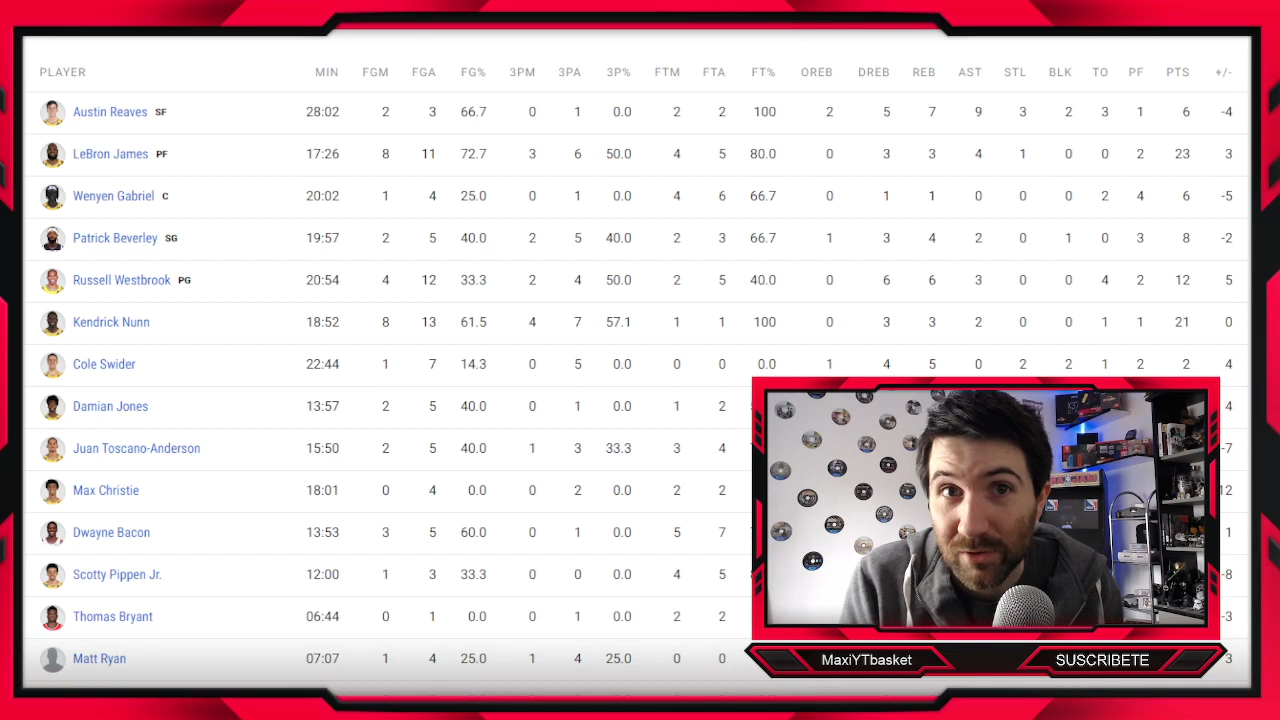 PLAYER MIN FGM FGA FG% 3PM 3PA 3P% FTM FTA FT% OREB DREB REB AST STL BLK TO PF PTS +/-
Austin Reaves SF 28:02 2 3 66.7 0 1 0.0 2 2 100 2 5 7 9 3 2 3 1 6 -4
LeBron James PF 17:26 8 11 72.7 3 6 50.0 4 5 80.0 0 3 3 4 1 0 0 2 23 3
Wenyen Gabriel C 20:02 1 4 25.0 0 1 0.0 4 6 66.7 0 1 1 0 0 0 2 4 6 -5
Patrick Beverley SG 19:57 2 5 40.0 2 5 40.0 2 3 66.7 1 3 4 2 0 1 0 3 8 -2
Russell Westbrook PG 20:54 4 12 33.3 2 4 50.0 2 5 40.0 0 6 6 3 0 0 4 2 12 5
Kendrick Nunn 18:52 8 13 61.5 4 7 57.1 1 1 100 0 3 3 2 0 0 1 1 21 0
Cole Swider 22:44 1 7 14.3 0 5 0.0 0 0 0.0 1 4 5 0 2 2 1 2 2 4
Damian Jones 13:57 2 5 40.0 0 1 0.0 1 2 4
Juan Toscano-Anderson 15:50 2 5 40.0 1 3 33.3 3 4 -7
Max Christie 18:01 0 4 0.0 0 2 0.0 2 2 12
Dwayne Bacon 13:53 3 5 60.0 0 1 0.0 5 7 1
Scotty Pippen Jr. 12:00 1 3 33.3 0 0 0.0 4 5 -8
Thomas Bryant 06:44 0 1 0.0 0 1 0.0 2 2 -3
Matt Ryan 07:07 1 4 25.0 1 4 25.0 0 0 3
MaxiYTbasket SUSCRIBETE